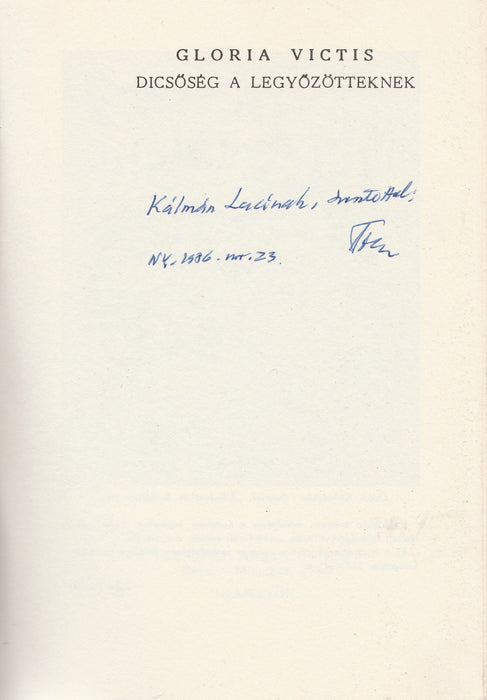 GLORIA VICTIS
DICSŐSÉG A LEGYŐZÖTTEKNEK
Kálmán Lacinak, szeretettel:
NY. 1986. nov. 23.